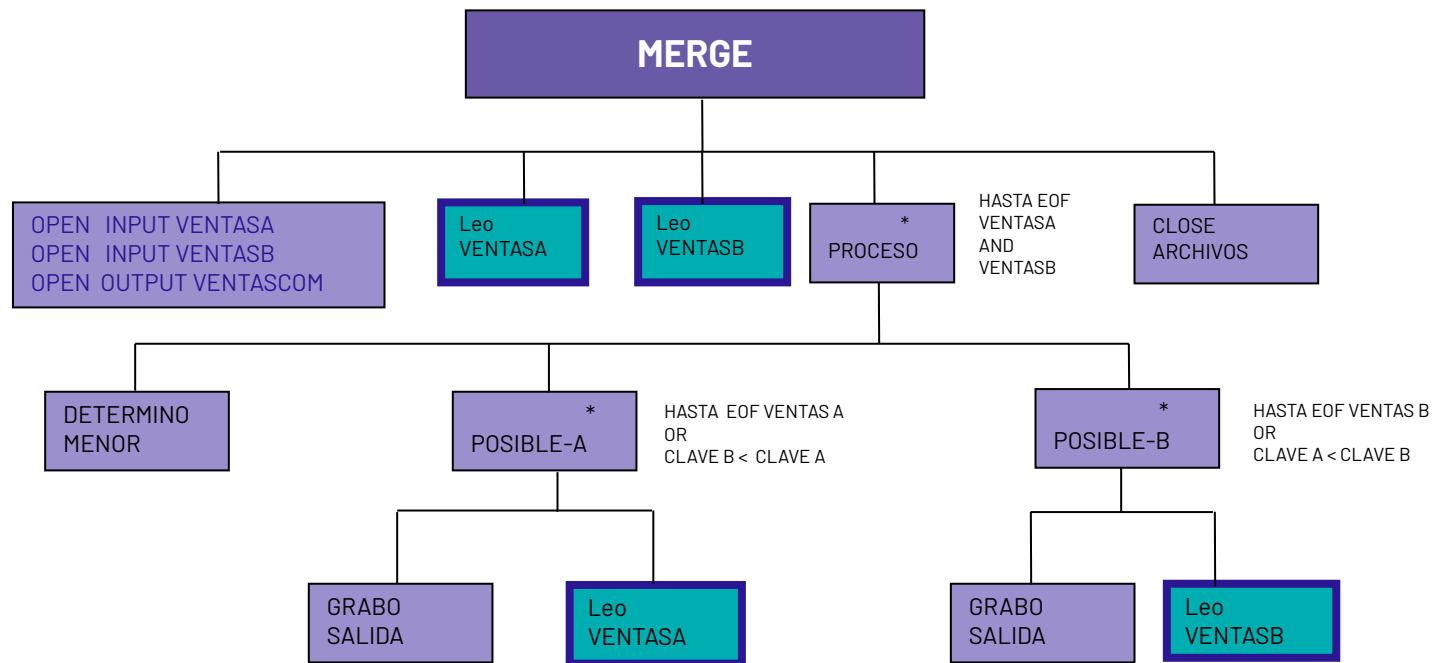 MERGE
OPEN INPUT VENTASA
OPEN INPUT VENTASB
OPEN OUTPUT VENTASCOM
Leo
VENTASA
Leo
VENTASB
*
PROCESO
HASTA EOF
VENTASA
AND
VENTASB
CLOSE
ARCHIVOS
DETERMINO
MENOR
*
POSIBLE-A
HASTA EOF VENTAS A
OR
CLAVE B < CLAVE A
*
POSIBLE-B
HASTA EOF VENTAS B
OR
CLAVE A < CLAVE B
GRABO
SALIDA
Leo
VENTASA
GRABO
SALIDA
Leo
VENTASB